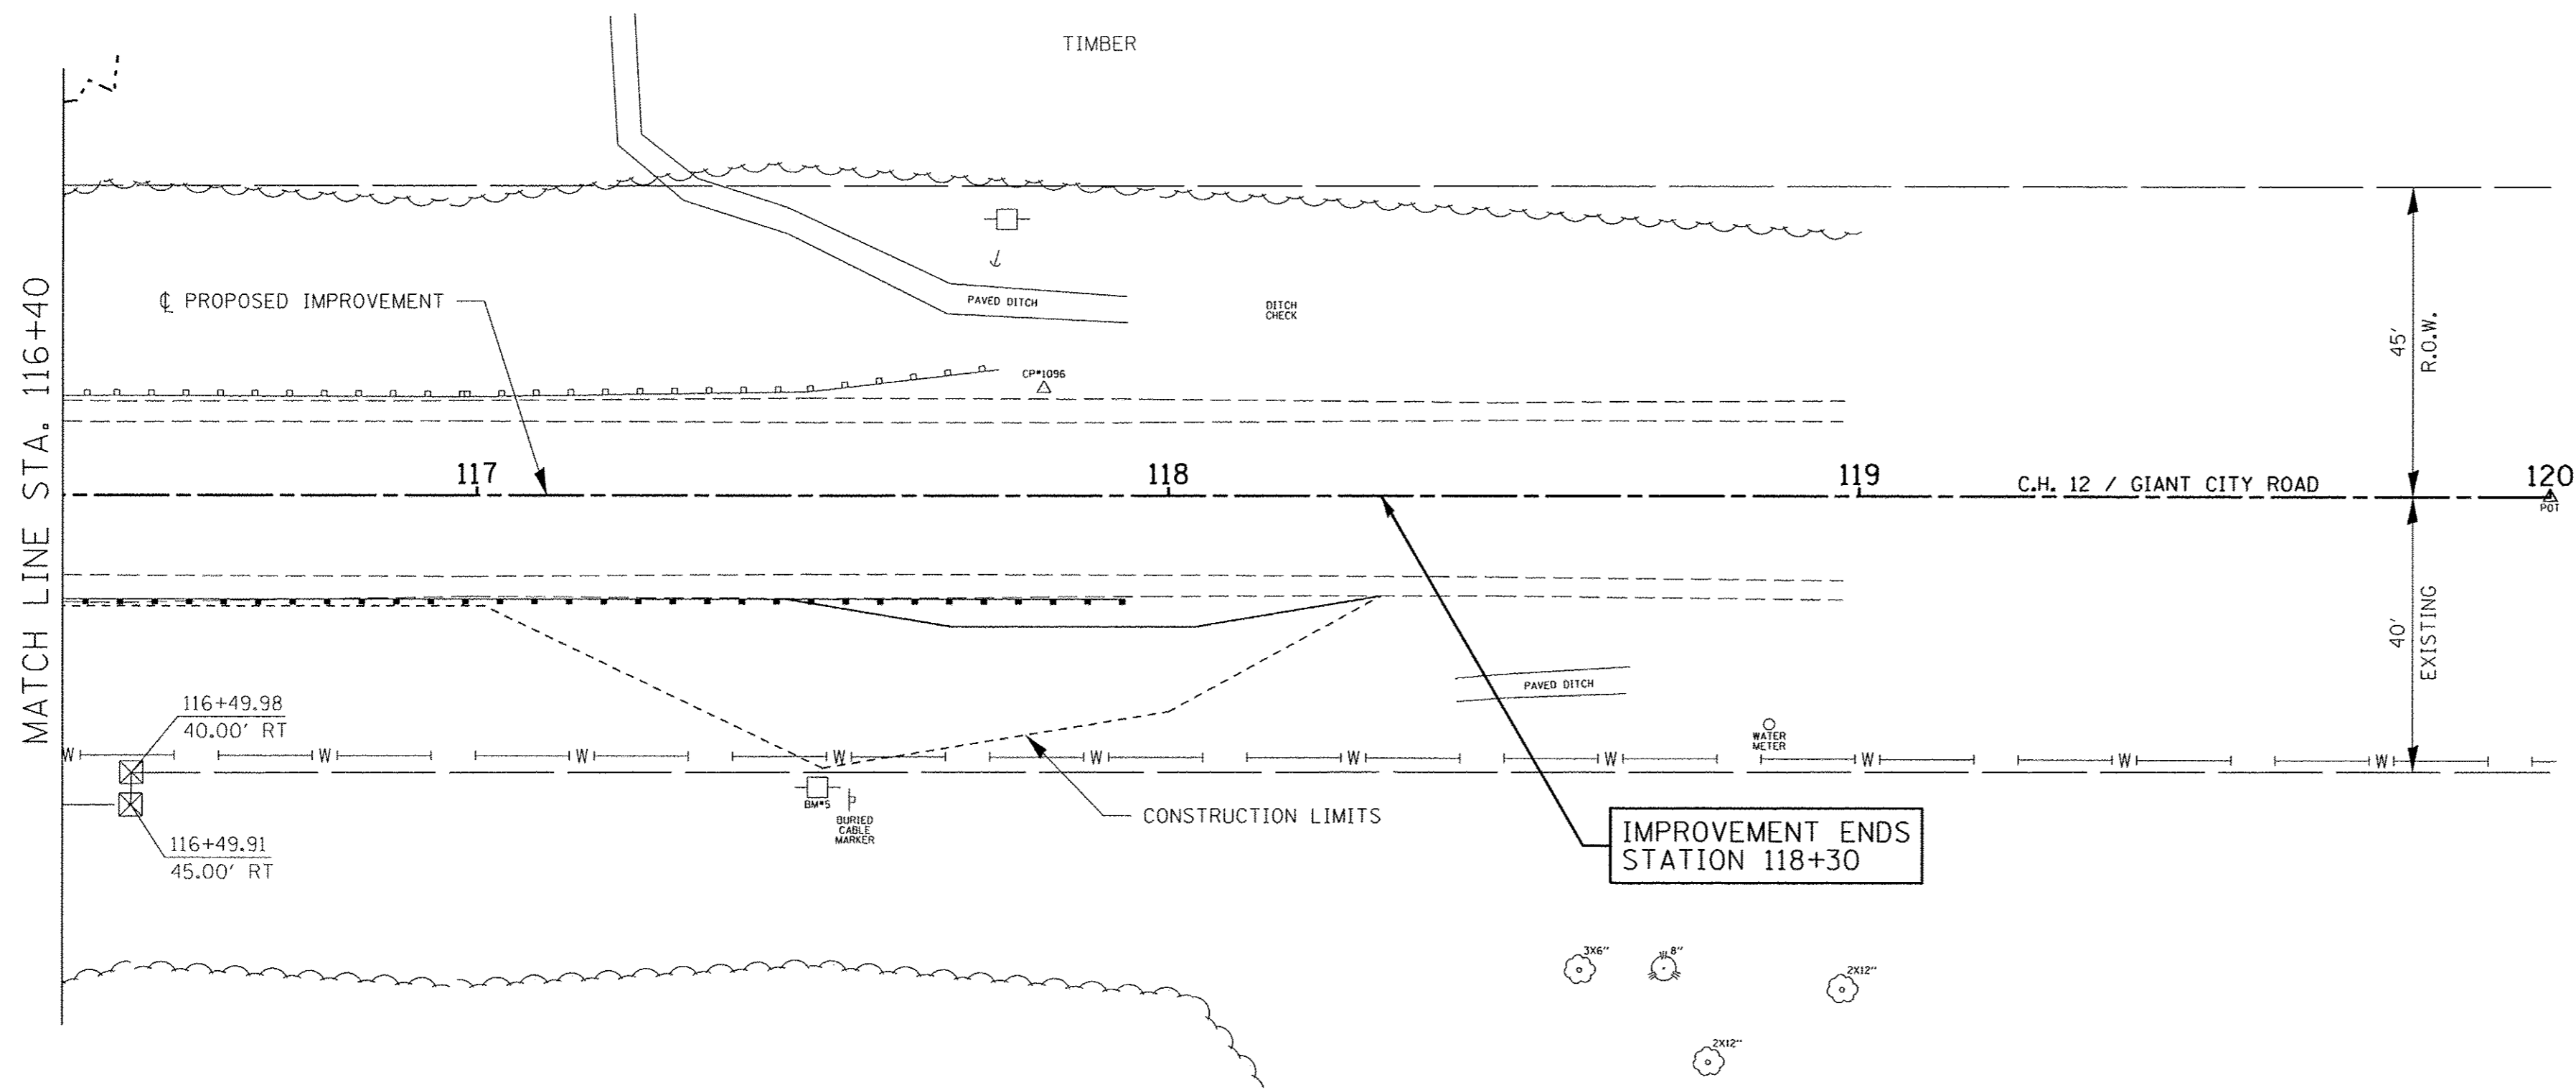 TIMBER
℄ PROPOSED IMPROVEMENT
PAVED DITCH
DITCH
CHECK
CP#1096
MATCH LINE STA. 116+40
45'
R.O.W.
117
118
119
120
C.H. 12 / GIANT CITY ROAD
POT
40'
EXISTING
PAVED DITCH
116+49.98
40.00' RT
WATER
METER
W
W
W
W
W
W
W
W
W
W
BM#5
BURIED
CABLE
MARKER
CONSTRUCTION LIMITS
116+49.91
45.00' RT
IMPROVEMENT ENDS
STATION 118+30
3X6"
8"
2X12"
2X12"